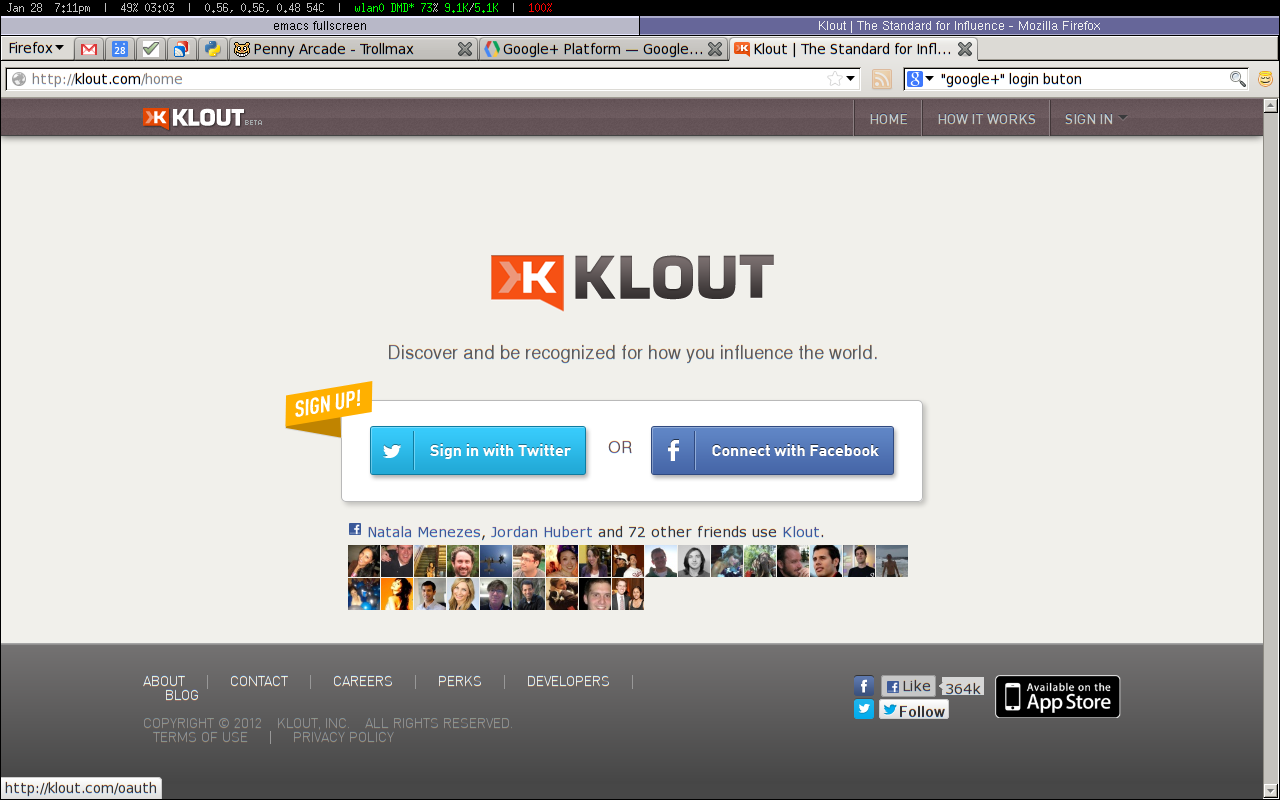 Jan 28 7:11pm | 49% 03:03 | 0.56, 0.56, 0.48 54C | wlan0 DMD* 73% 9.1K/5.1K | 100%
emacs fullscreen
Klout | The Standard for Influence - Mozilla Firefox
Firefox
28
Penny Arcade - Trollmax
Google+ Platform — Google...
Klout | The Standard for Infl...
http://klout.com/home
"google+" login buton
KLOUT BETA
HOME
HOW IT WORKS
SIGN IN
KLOUT
Discover and be recognized for how you influence the world.
SIGN UP!
Sign in with Twitter
OR
Connect with Facebook
Natala Menezes, Jordan Hubert and 72 other friends use Klout.
ABOUT | CONTACT | CAREERS | PERKS | DEVELOPERS |
BLOG
COPYRIGHT © 2012 KLOUT, INC. ALL RIGHTS RESERVED.
TERMS OF USE | PRIVACY POLICY
Like 364k
Follow
Available on the
App Store
http://klout.com/oauth